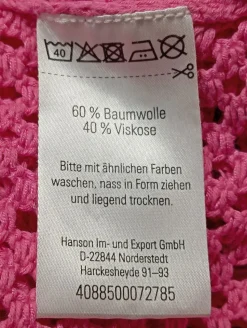 40
60 % Baumwolle
40 % Viskose
Bitte mit ähnlichen Farben
waschen, nass in Form ziehen
und liegend trocknen.
Hanson Im- und Export GmbH
D-22844 Norderstedt
Harckesheyde 91–93
4088500072785